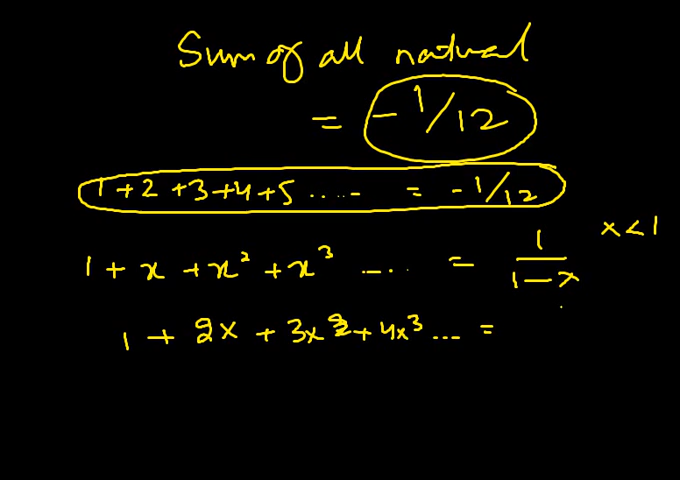 Sum of all natural
= -1/12
1+2+3+4+5 ..... = -1/12
x<1
1 + x + x² + x³ .... = 1/(1-x)
1 + 2x + 3x² + 4x³ ... =